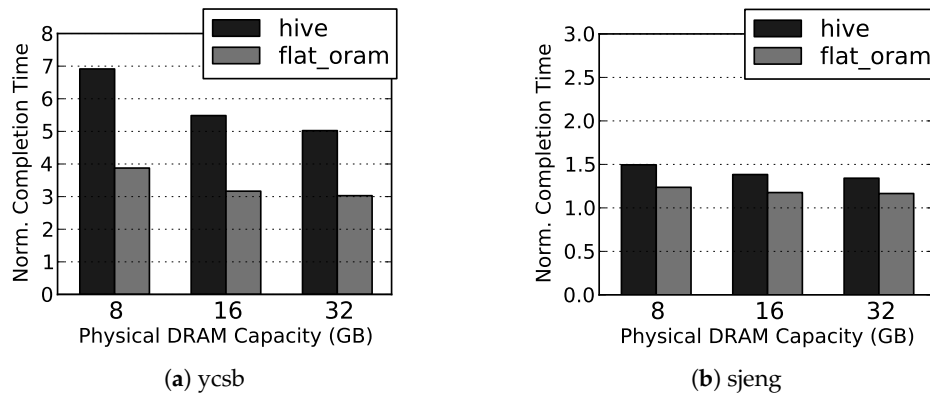 hive
flat_oram
Norm. Completion Time
8
7
6
5
4
3
2
1
0
8 16 32
Physical DRAM Capacity (GB)
(a) ycsb
hive
flat_oram
Norm. Completion Time
3.0
2.5
2.0
1.5
1.0
0.5
0.0
8 16 32
Physical DRAM Capacity (GB)
(b) sjeng